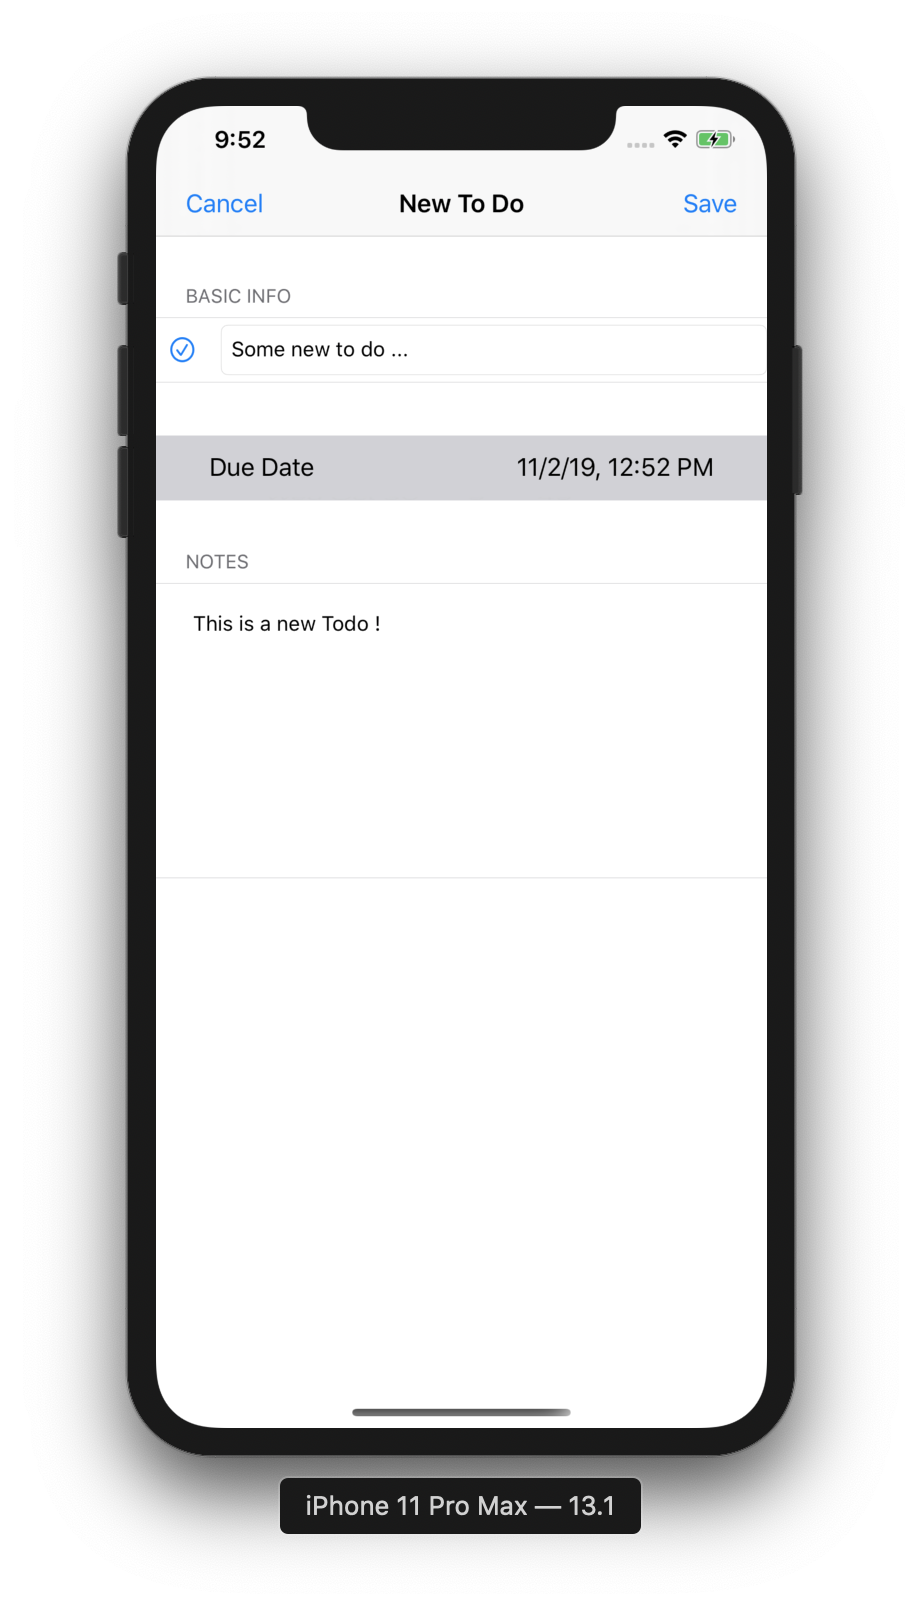 9:52
Cancel New To Do Save
BASIC INFO
Some new to do ...
Due Date 11/2/19, 12:52 PM
NOTES
This is a new Todo !
iPhone 11 Pro Max — 13.1